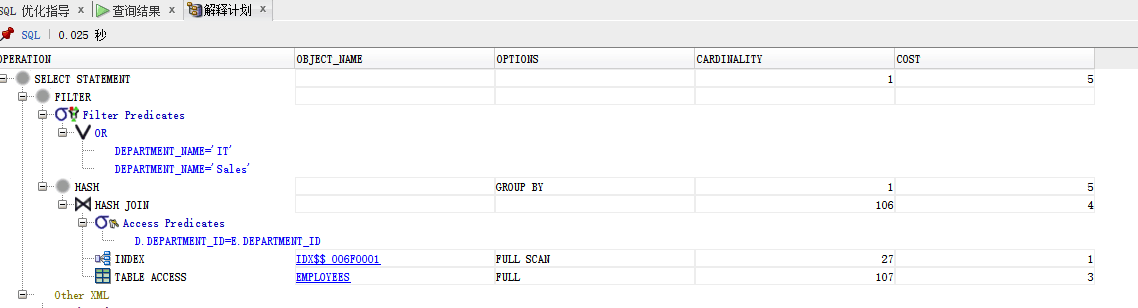 SQL 优化指导 x 查询结果 x 解释计划 x
SQL | 0.025 秒
OPERATION OBJECT_NAME OPTIONS CARDINALITY COST
SELECT STATEMENT 1 5
FILTER
Filter Predicates
OR
DEPARTMENT_NAME='IT'
DEPARTMENT_NAME='Sales'
HASH GROUP BY 1 5
HASH JOIN 106 4
Access Predicates
D.DEPARTMENT_ID=E.DEPARTMENT_ID
INDEX IDX$$_006F0001 FULL SCAN 27 1
TABLE ACCESS EMPLOYEES FULL 107 3
Other XML